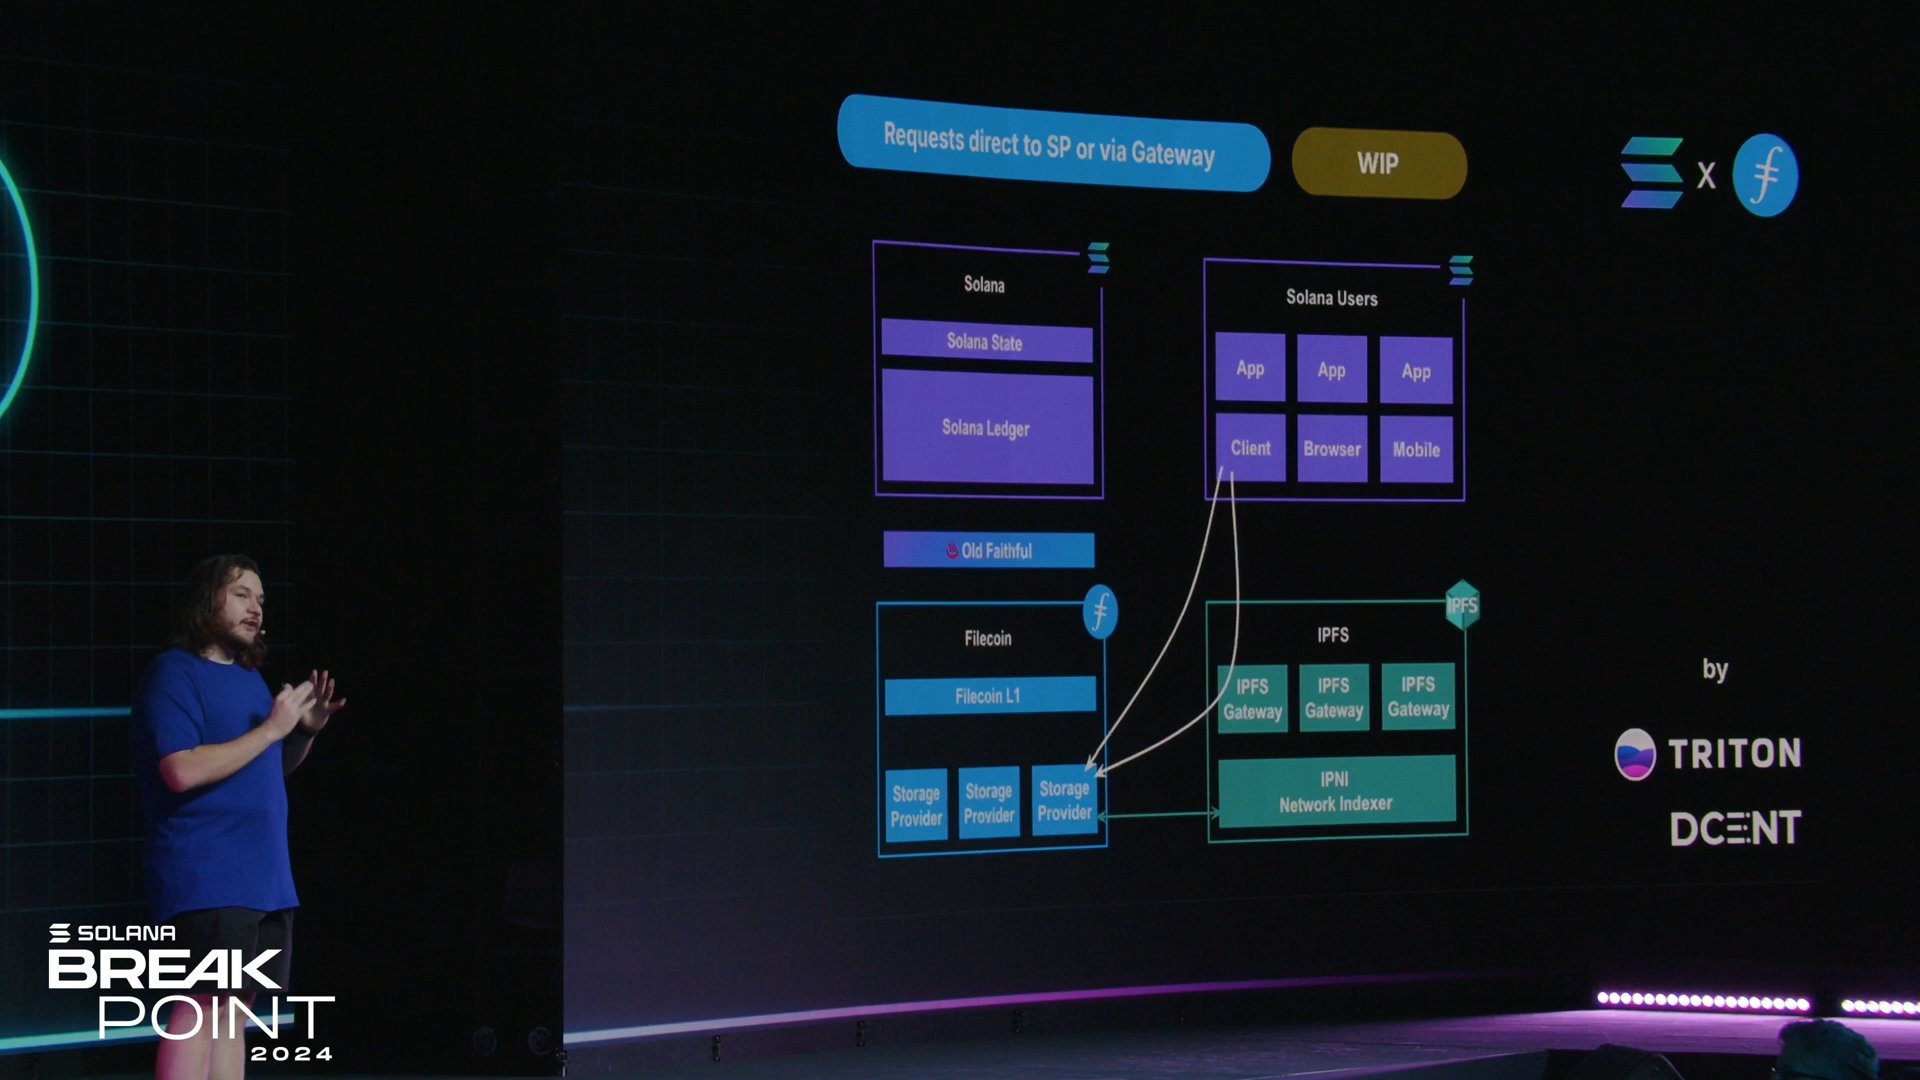 Requests direct to SP or via Gateway
WIP
X
Solana
Solana State
Solana Ledger
Solana Users
App
App
App
Client
Browser
Mobile
Old Faithful
Filecoin
Filecoin L1
Storage
Provider
Storage
Provider
Storage
Provider
IPFS
IPFS
IPFS
Gateway
IPFS
Gateway
IPFS
Gateway
IPNI
Network Indexer
by
TRITON
DCENT
SOLANA
BREAK
POINT
2024